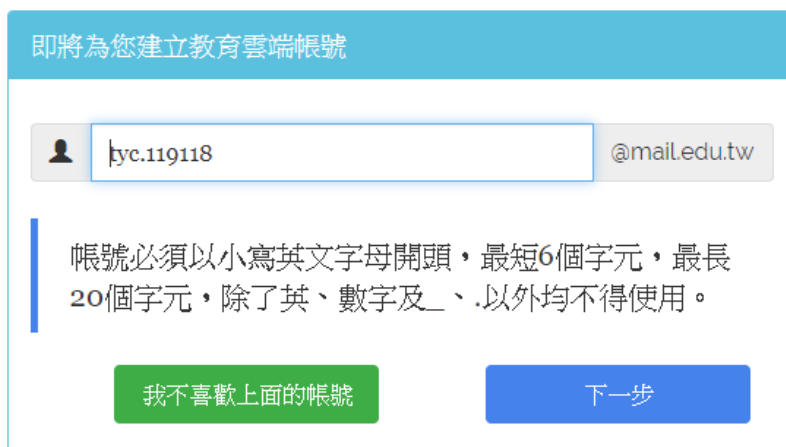 即將為您建立教育雲端帳號
tyc.119118
@mail.edu.tw
帳號必須以小寫英文字母開頭，最短6個字元，最長
20個字元，除了英、數字及_、.以外均不得使用。
我不喜歡上面的帳號
下一步